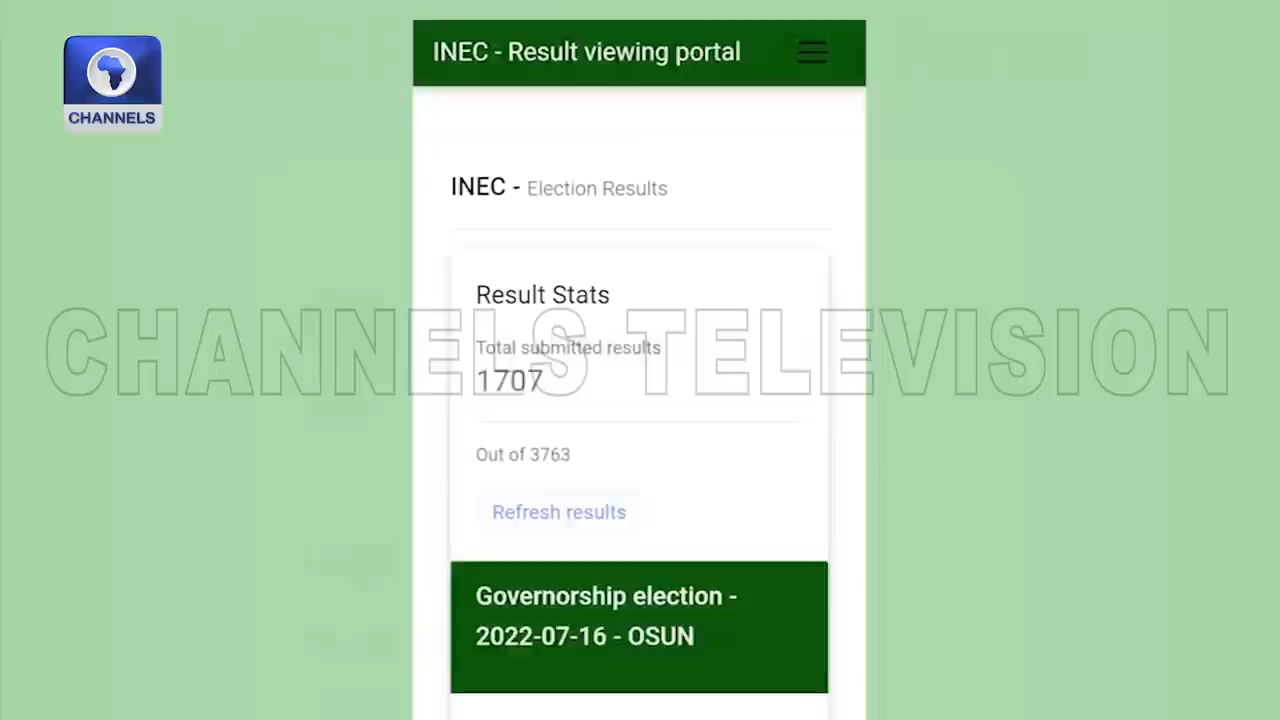 CHANNELS
INEC - Result viewing portal
INEC - Election Results
Result Stats
Total submitted results
1707
Out of 3763
Refresh results
Governorship election -
2022-07-16 - OSUN
CHANNELS TELEVISION